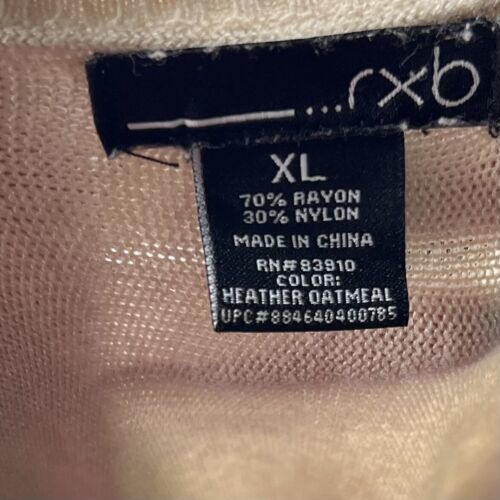 ...rxb
XL
70% RAYON
30% NYLON
MADE IN CHINA
RN#83910
COLOR:
HEATHER OATMEAL
UPC#884640400785